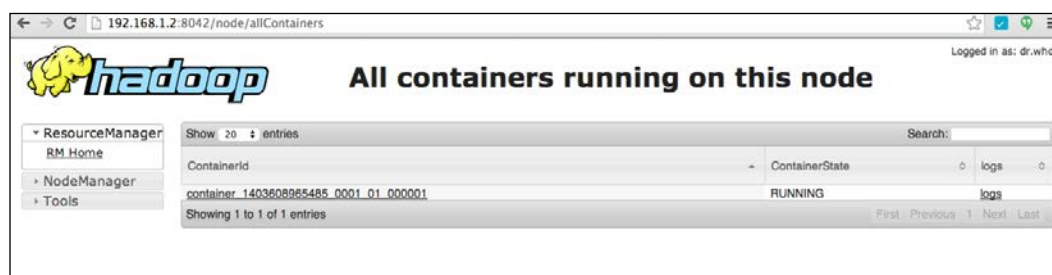 192.168.1.2:8042/node/allContainers
Logged in as: dr.who
hadoop
All containers running on this node
ResourceManager
RM Home
NodeManager
Tools
Show 20 entries
Search:
ContainerId
ContainerState
logs
container_1403608965485_0001_01_000001
RUNNING
logs
Showing 1 to 1 of 1 entries
First Previous 1 Next Last